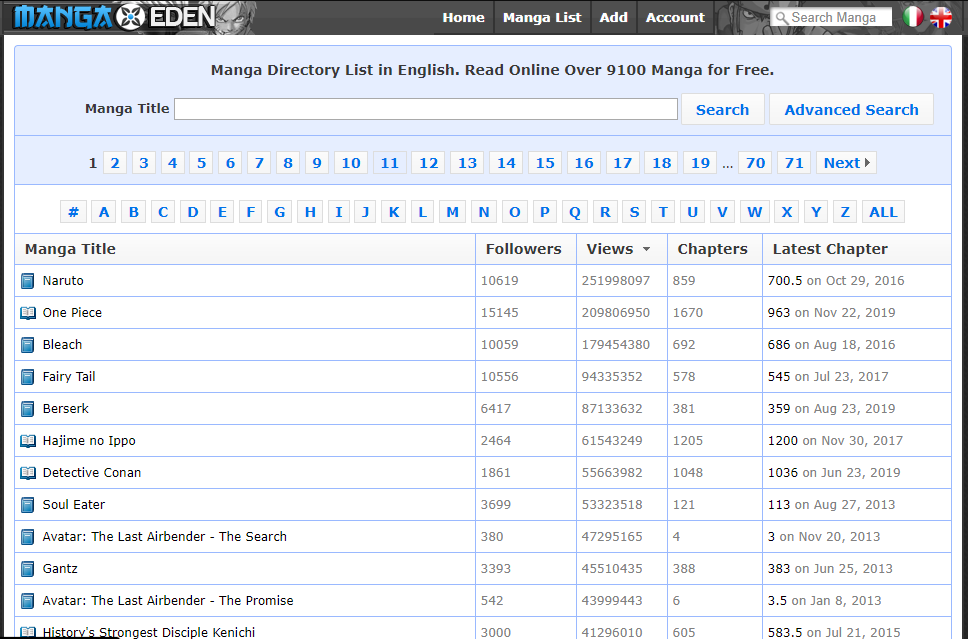 MANGA EDEN Home Manga List Add Account Search Manga
Manga Directory List in English. Read Online Over 9100 Manga for Free.
Manga Title Search Advanced Search
1 2 3 4 5 6 7 8 9 10 11 12 13 14 15 16 17 18 19 ... 70 71 Next
# A B C D E F G H I J K L M N O P Q R S T U V W X Y Z ALL
Manga Title Followers Views Chapters Latest Chapter
Naruto 10619 251998097 859 700.5 on Oct 29, 2016
One Piece 15145 209806950 1670 963 on Nov 22, 2019
Bleach 10059 179454380 692 686 on Aug 18, 2016
Fairy Tail 10556 94335352 578 545 on Jul 23, 2017
Berserk 6417 87133632 381 359 on Aug 23, 2019
Hajime no Ippo 2464 61543249 1205 1200 on Nov 30, 2017
Detective Conan 1861 55663982 1048 1036 on Jun 23, 2019
Soul Eater 3699 53323518 121 113 on Aug 27, 2013
Avatar: The Last Airbender - The Search 380 47295165 4 3 on Nov 20, 2013
Gantz 3393 45510435 388 383 on Jun 25, 2013
Avatar: The Last Airbender - The Promise 542 43999443 6 3.5 on Jan 8, 2013
History's Strongest Disciple Kenichi 3000 41296010 605 583.5 on Jul 21, 2015